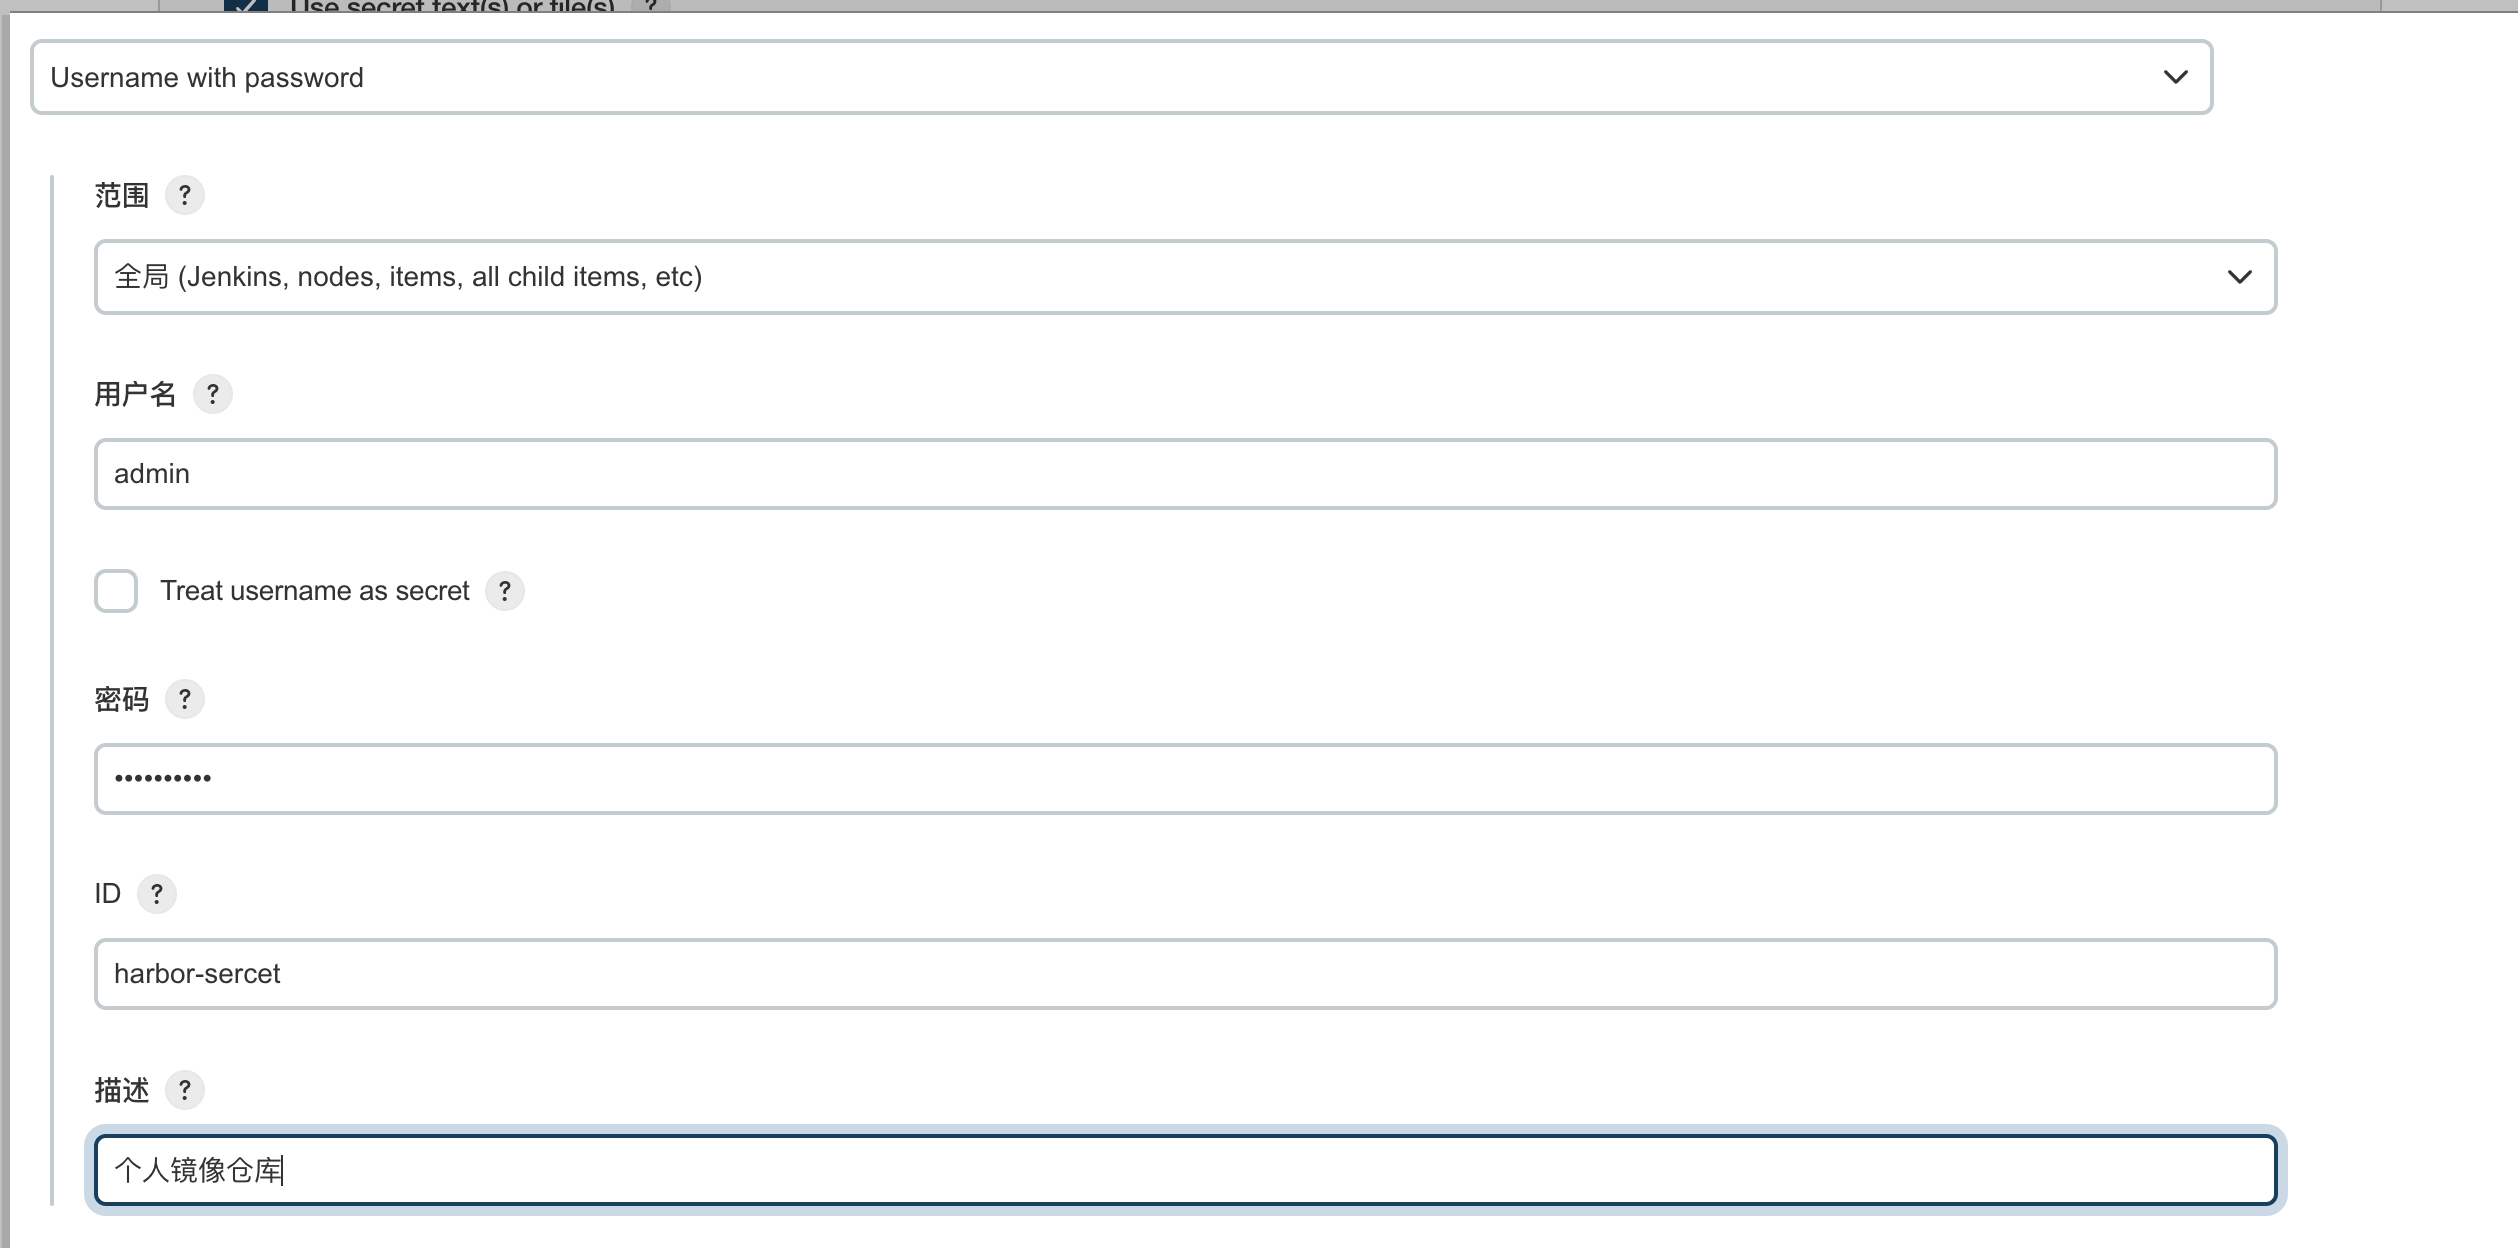 Use secret text(s) or file(s) ?
Username with password
范围 ?
全局 (Jenkins, nodes, items, all child items, etc)
用户名 ?
admin
Treat username as secret ?
密码 ?
••••••••••
ID ?
harbor-sercet
描述 ?
个人镜像仓库